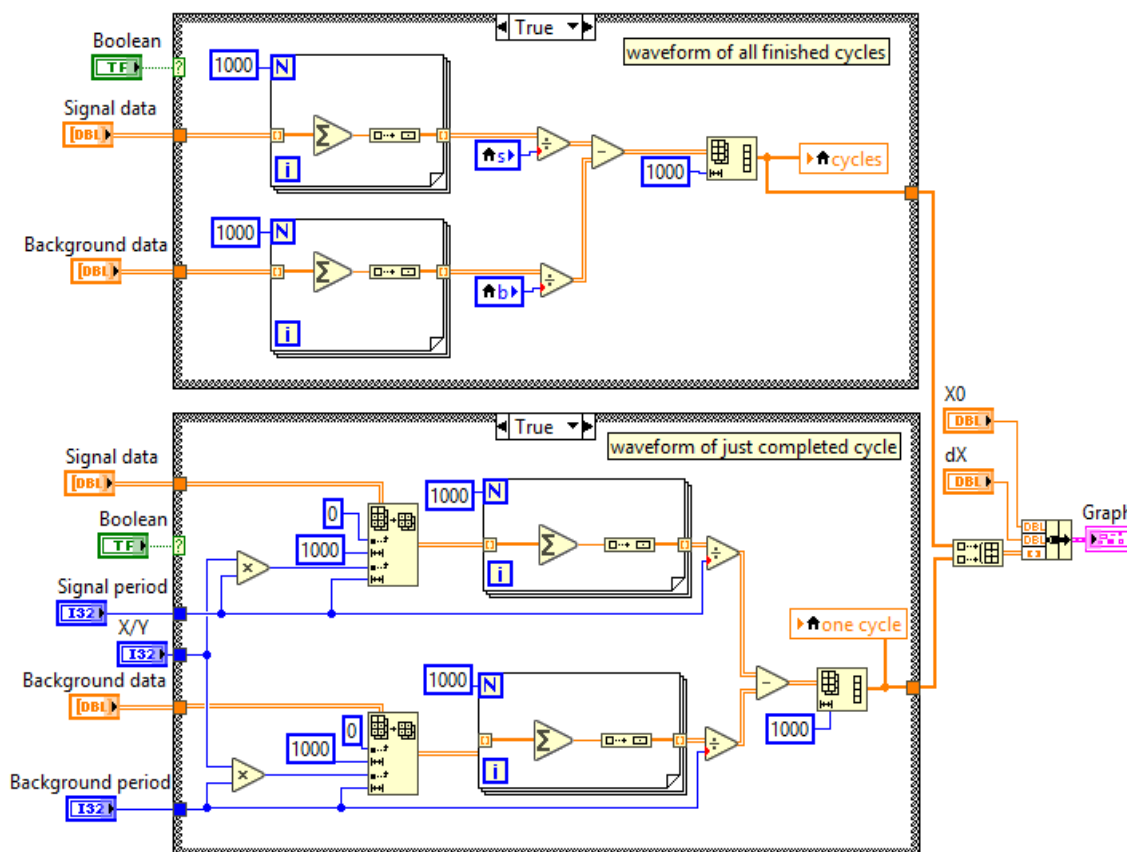 True
Boolean
TF
?
waveform of all finished cycles
1000
N
Signal data
[DBL]
Σ
i
÷
s
−
1000
cycles
1000
N
Background data
[DBL]
Σ
i
÷
b
True
waveform of just completed cycle
X0
DBL
dX
DBL
Signal data
[DBL]
1000
N
0
1000
Σ
i
÷
Boolean
TF
?
×
Signal period
I32
X/Y
I32
DBL
DBL
Graph
one cycle
Background data
[DBL]
1000
N
0
1000
Σ
i
÷
−
1000
×
Background period
I32